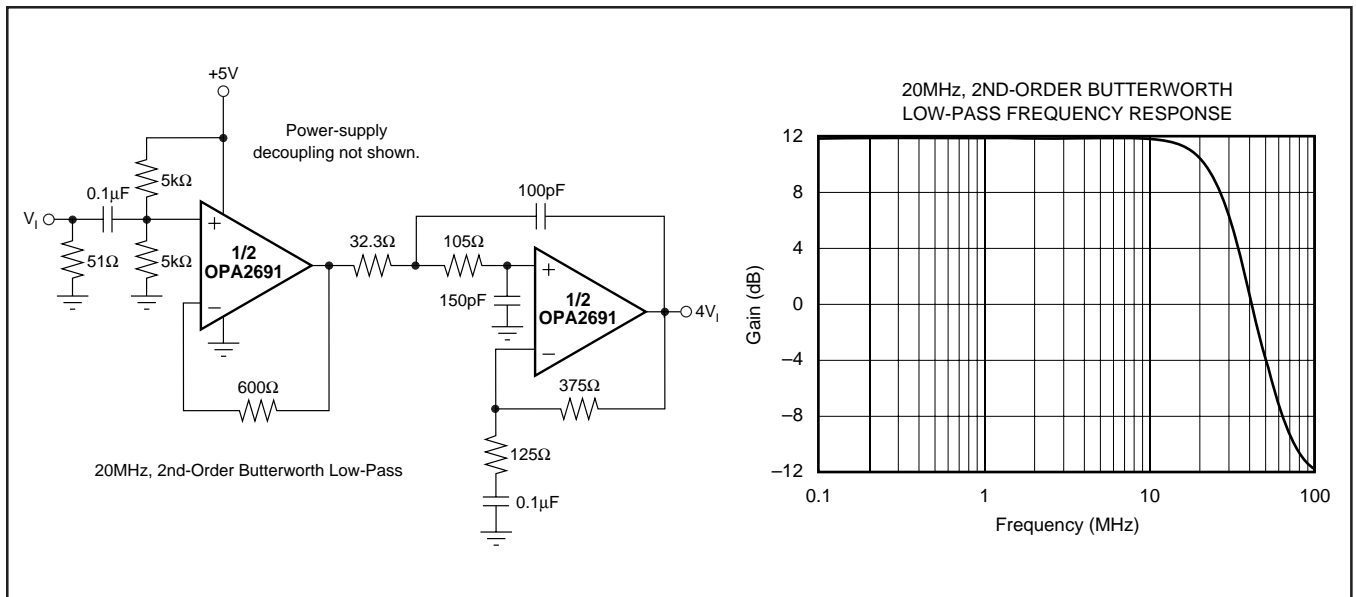 +5V
Power-supply
decoupling not shown.
5kΩ
0.1µF
VI
51Ω
5kΩ
+
1/2
OPA2691
−
600Ω
32.3Ω
105Ω
100pF
150pF
+
1/2
OPA2691
−
4VI
375Ω
125Ω
0.1µF
20MHz, 2nd-Order Butterworth Low-Pass
20MHz, 2ND-ORDER BUTTERWORTH
LOW-PASS FREQUENCY RESPONSE
12
8
4
0
−4
−8
−12
Gain (dB)
0.1
1
10
100
Frequency (MHz)